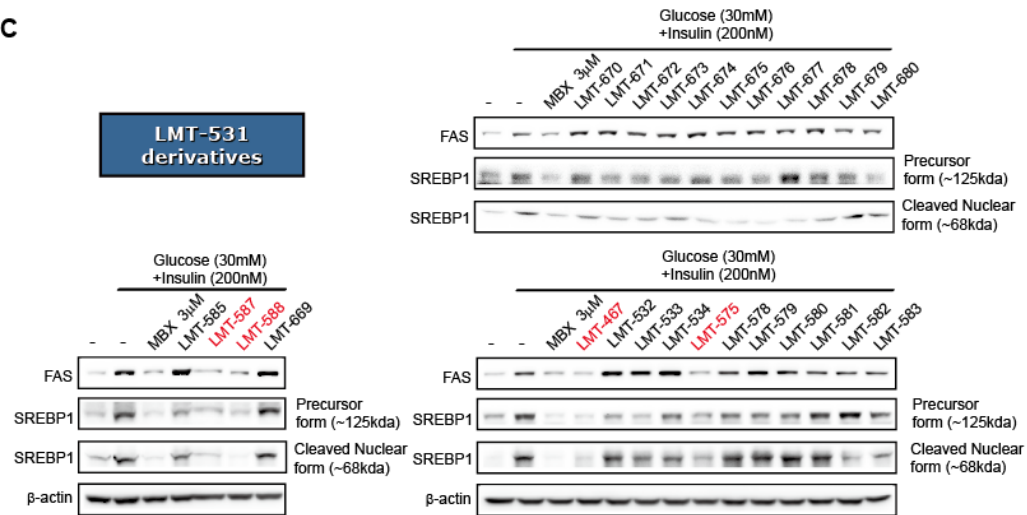 C
LMT-531
derivatives
Glucose (30mM)
+Insulin (200nM)
- - MBX 3μM LMT-670 LMT-671 LMT-672 LMT-673 LMT-674 LMT-675 LMT-676 LMT-677 LMT-678 LMT-679 LMT-680
FAS
SREBP1 Precursor
form (~125kda)
SREBP1 Cleaved Nuclear
form (~68kda)
Glucose (30mM)
+Insulin (200nM)
- - MBX 3μM LMT-585 LMT-587 LMT-588 LMT-669
FAS
SREBP1 Precursor
form (~125kda)
SREBP1 Cleaved Nuclear
form (~68kda)
β-actin
Glucose (30mM)
+Insulin (200nM)
- - MBX 3μM LMT-467 LMT-532 LMT-533 LMT-534 LMT-575 LMT-578 LMT-579 LMT-580 LMT-581 LMT-582 LMT-583
FAS
SREBP1 Precursor
form (~125kda)
SREBP1 Cleaved Nuclear
form (~68kda)
β-actin